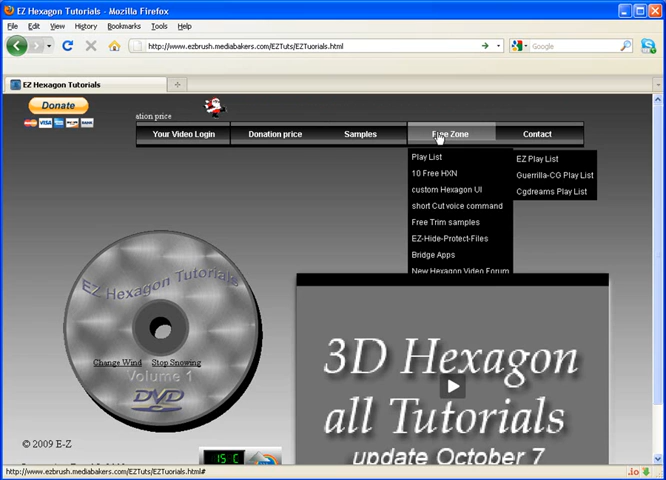 EZ Hexagon Tutorials - Mozilla Firefox
File Edit View History Bookmarks Tools Help
http://www.ezbrush.mediabakers.com/EZTuts/EZTuorials.html
Google
EZ Hexagon Tutorials
Donate
VISA
ation price
Your Video Login Donation price Samples Free Zone Contact
Play List
10 Free HXN
custom Hexagon UI
short Cut voice command
Free Trim samples
EZ-Hide-Protect-Files
Bridge Apps
New Hexagon Video Forum
EZ Play List
Guerrilla-CG Play List
Cgdreams Play List
EZ Hexagon Tutorials
Change Wind Stop Snowing
Volume 1
DVD
3D Hexagon
all Tutorials
update October 7
© 2009 E-Z
15 C
http://www.ezbrush.mediabakers.com/EZTuts/EZTuorials.html#